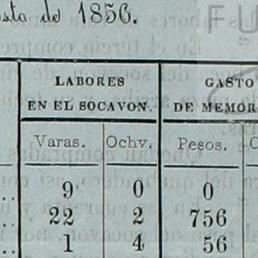 de 1856.
LABORES GASTO
EN EL SOCAVON. DE MEMOR
Varas. Ochv. Pesos.
9 0 0
22 2 756
1 4 56